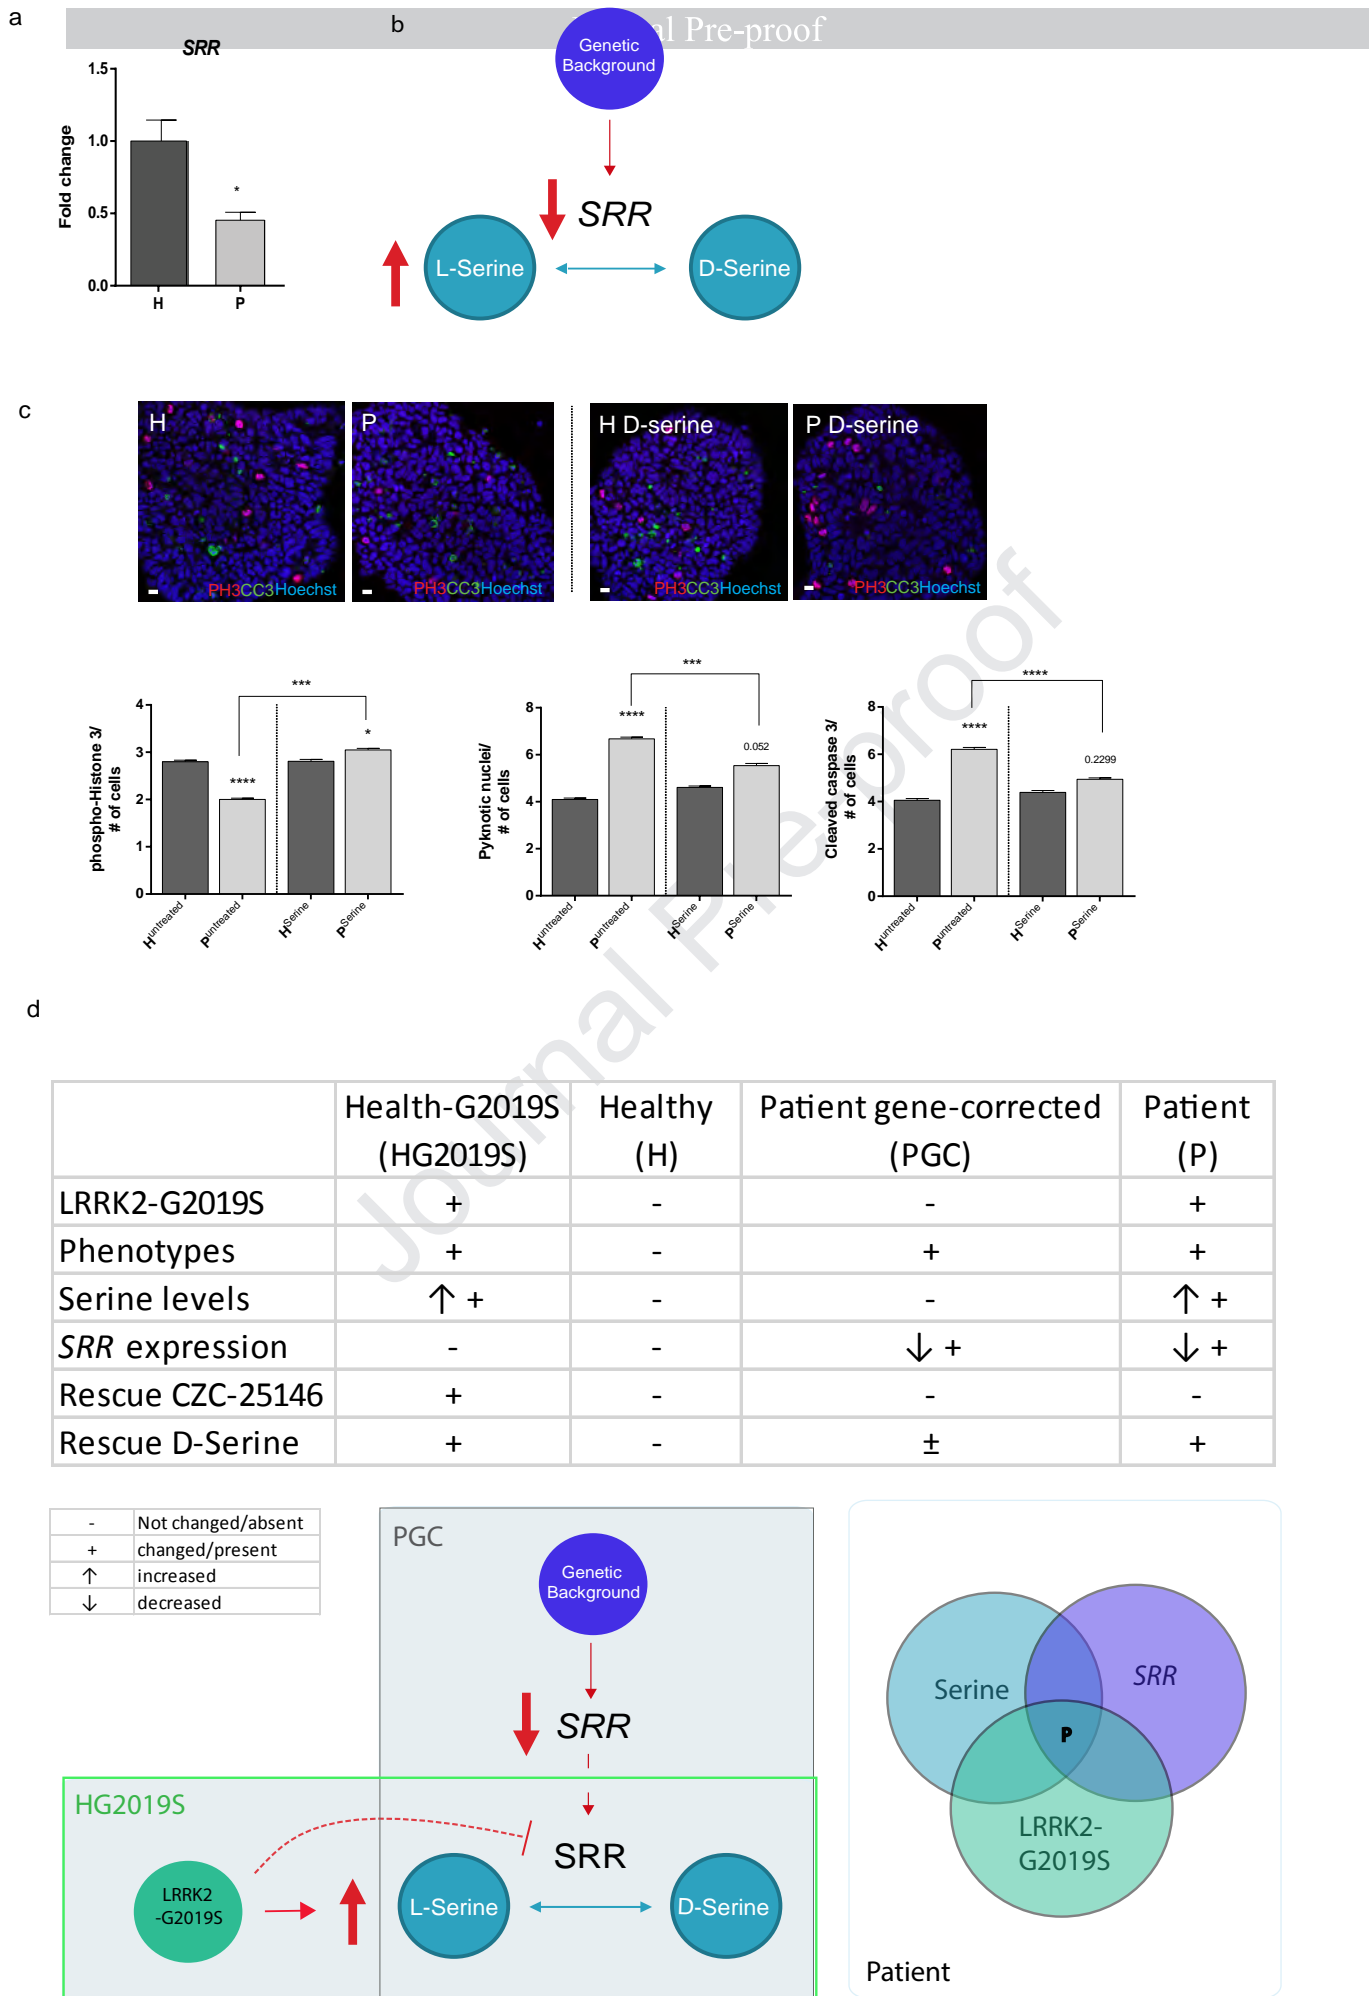 a
b
al Pre-proof
SRR
1.5
1.0
0.5
0.0
Fold change
*
H
P
Genetic
Background
SRR
L-Serine
D-Serine
c
H
PH3CC3Hoechst
P
PH3CC3Hoechst
H D-serine
PH3CC3Hoechst
P D-serine
PH3CC3Hoechst
phospho-Histone 3/
# of cells
4
3
2
1
0
***
****
*
Huntreated
Puntreated
HSerine
PSerine
Pyknotic nuclei/
# of cells
8
6
4
2
0
***
****
0.052
Huntreated
Puntreated
HSerine
PSerine
Cleaved caspase 3/
# of cells
8
6
4
2
0
****
****
0.2299
Huntreated
Puntreated
HSerine
PSerine
Journal Pre-proof
d
Health-G2019S (HG2019S) Healthy (H) Patient gene-corrected (PGC) Patient (P)
LRRK2-G2019S + - - +
Phenotypes + - + +
Serine levels ↑ + - - ↑ +
SRR expression - - ↓ + ↓ +
Rescue CZC-25146 + - - -
Rescue D-Serine + - ± +
- Not changed/absent
+ changed/present
↑ increased
↓ decreased
PGC
Genetic
Background
SRR
HG2019S
SRR
LRRK2
-G2019S
L-Serine
D-Serine
Serine
SRR
P
LRRK2-
G2019S
Patient